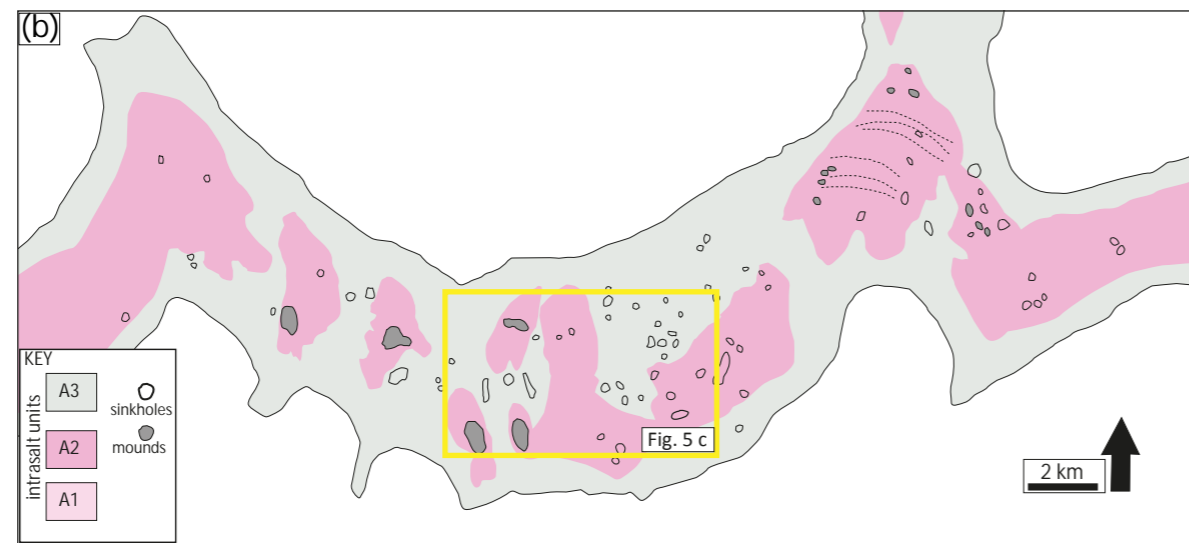 (b)
KEY
intrasalt units
A3
sinkholes
A2
mounds
A1
Fig. 5 c
2 km